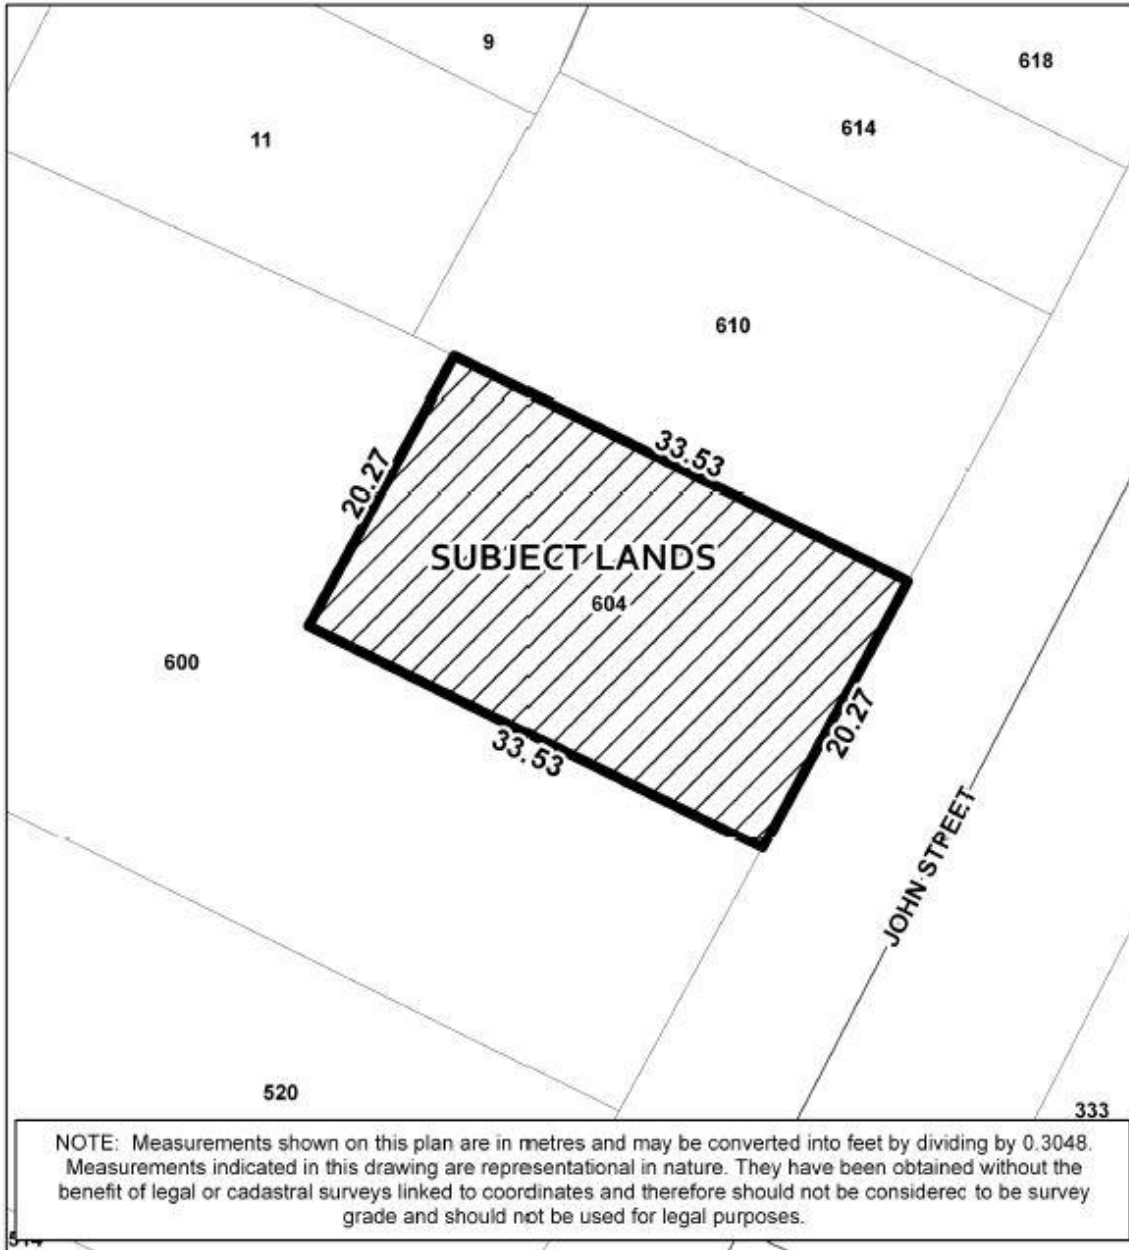 9
618
614
11
610
33.53
20.27
SUBJECT LANDS
604
600
20.27
33.53
JOHN STREET
520
333
NOTE: Measurements shown on this plan are in metres and may be converted into feet by dividing by 0.3048.
Measurements indicated in this drawing are representational in nature. They have been obtained without the
benefit of legal or cadastral surveys linked to coordinates and therefore should not be considered to be survey
grade and should not be used for legal purposes.